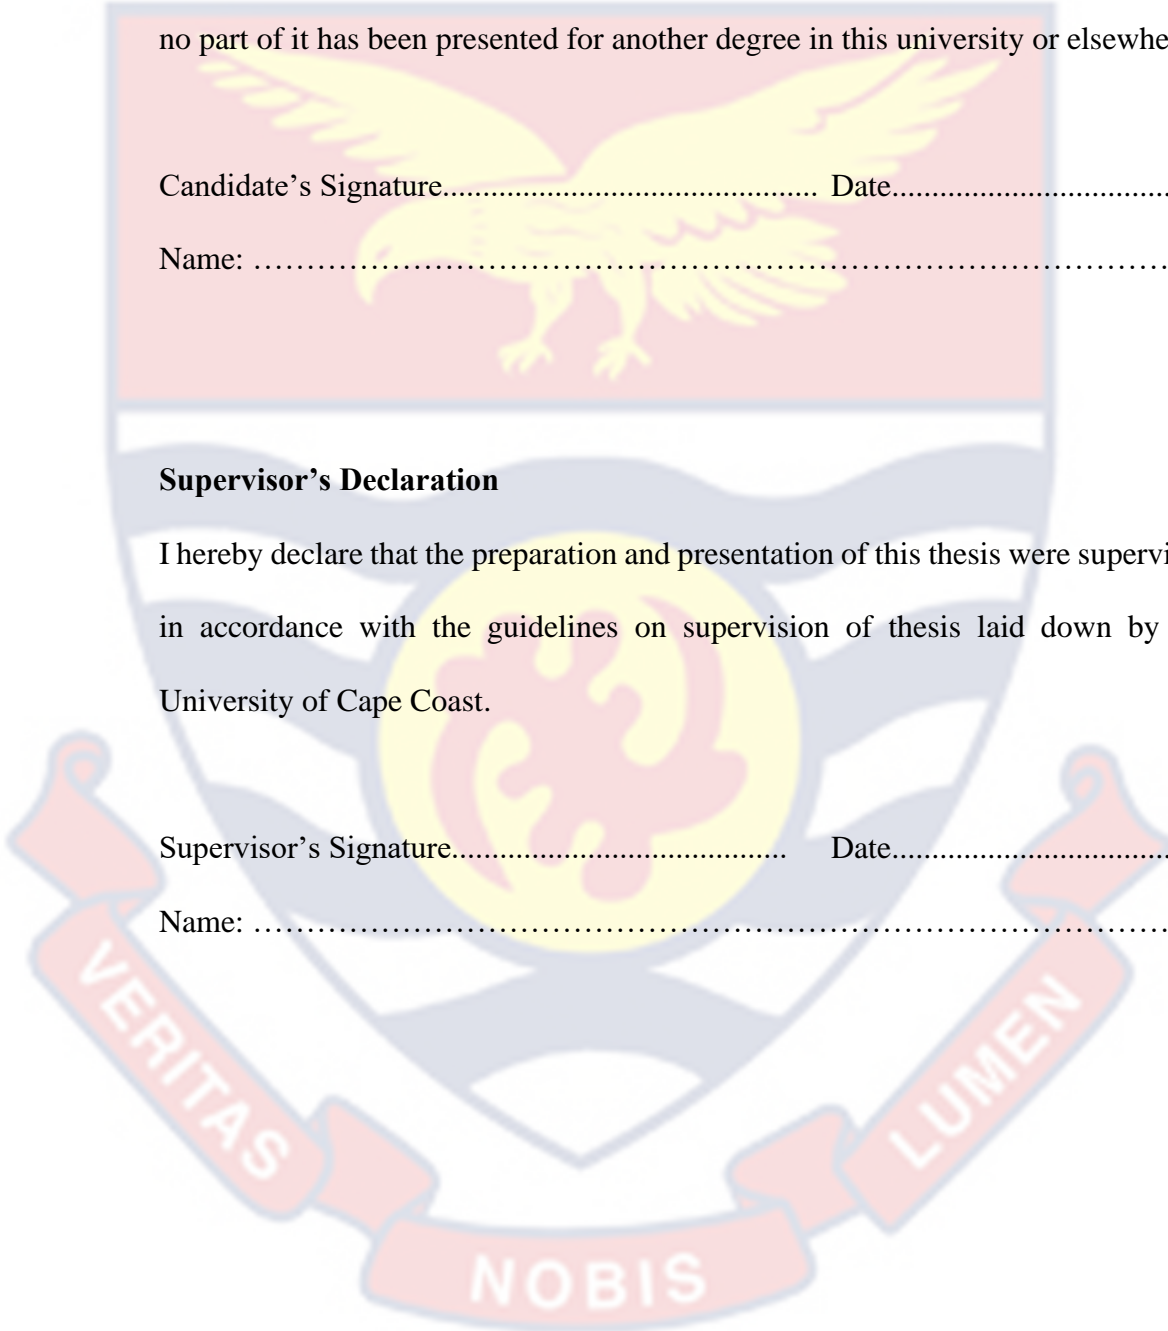 no part of it has been presented for another degree in this university or elsewhe
Candidate’s Signature............................................... Date...................................
Name: ……………………………………………………………………………….
Supervisor’s Declaration
I hereby declare that the preparation and presentation of this thesis were supervi
in accordance with the guidelines on supervision of thesis laid down by
University of Cape Coast.
Supervisor’s Signature.......................................... Date...................................
Name: ……………………………………………………………………………….
VERITAS
NOBIS
LUMEN